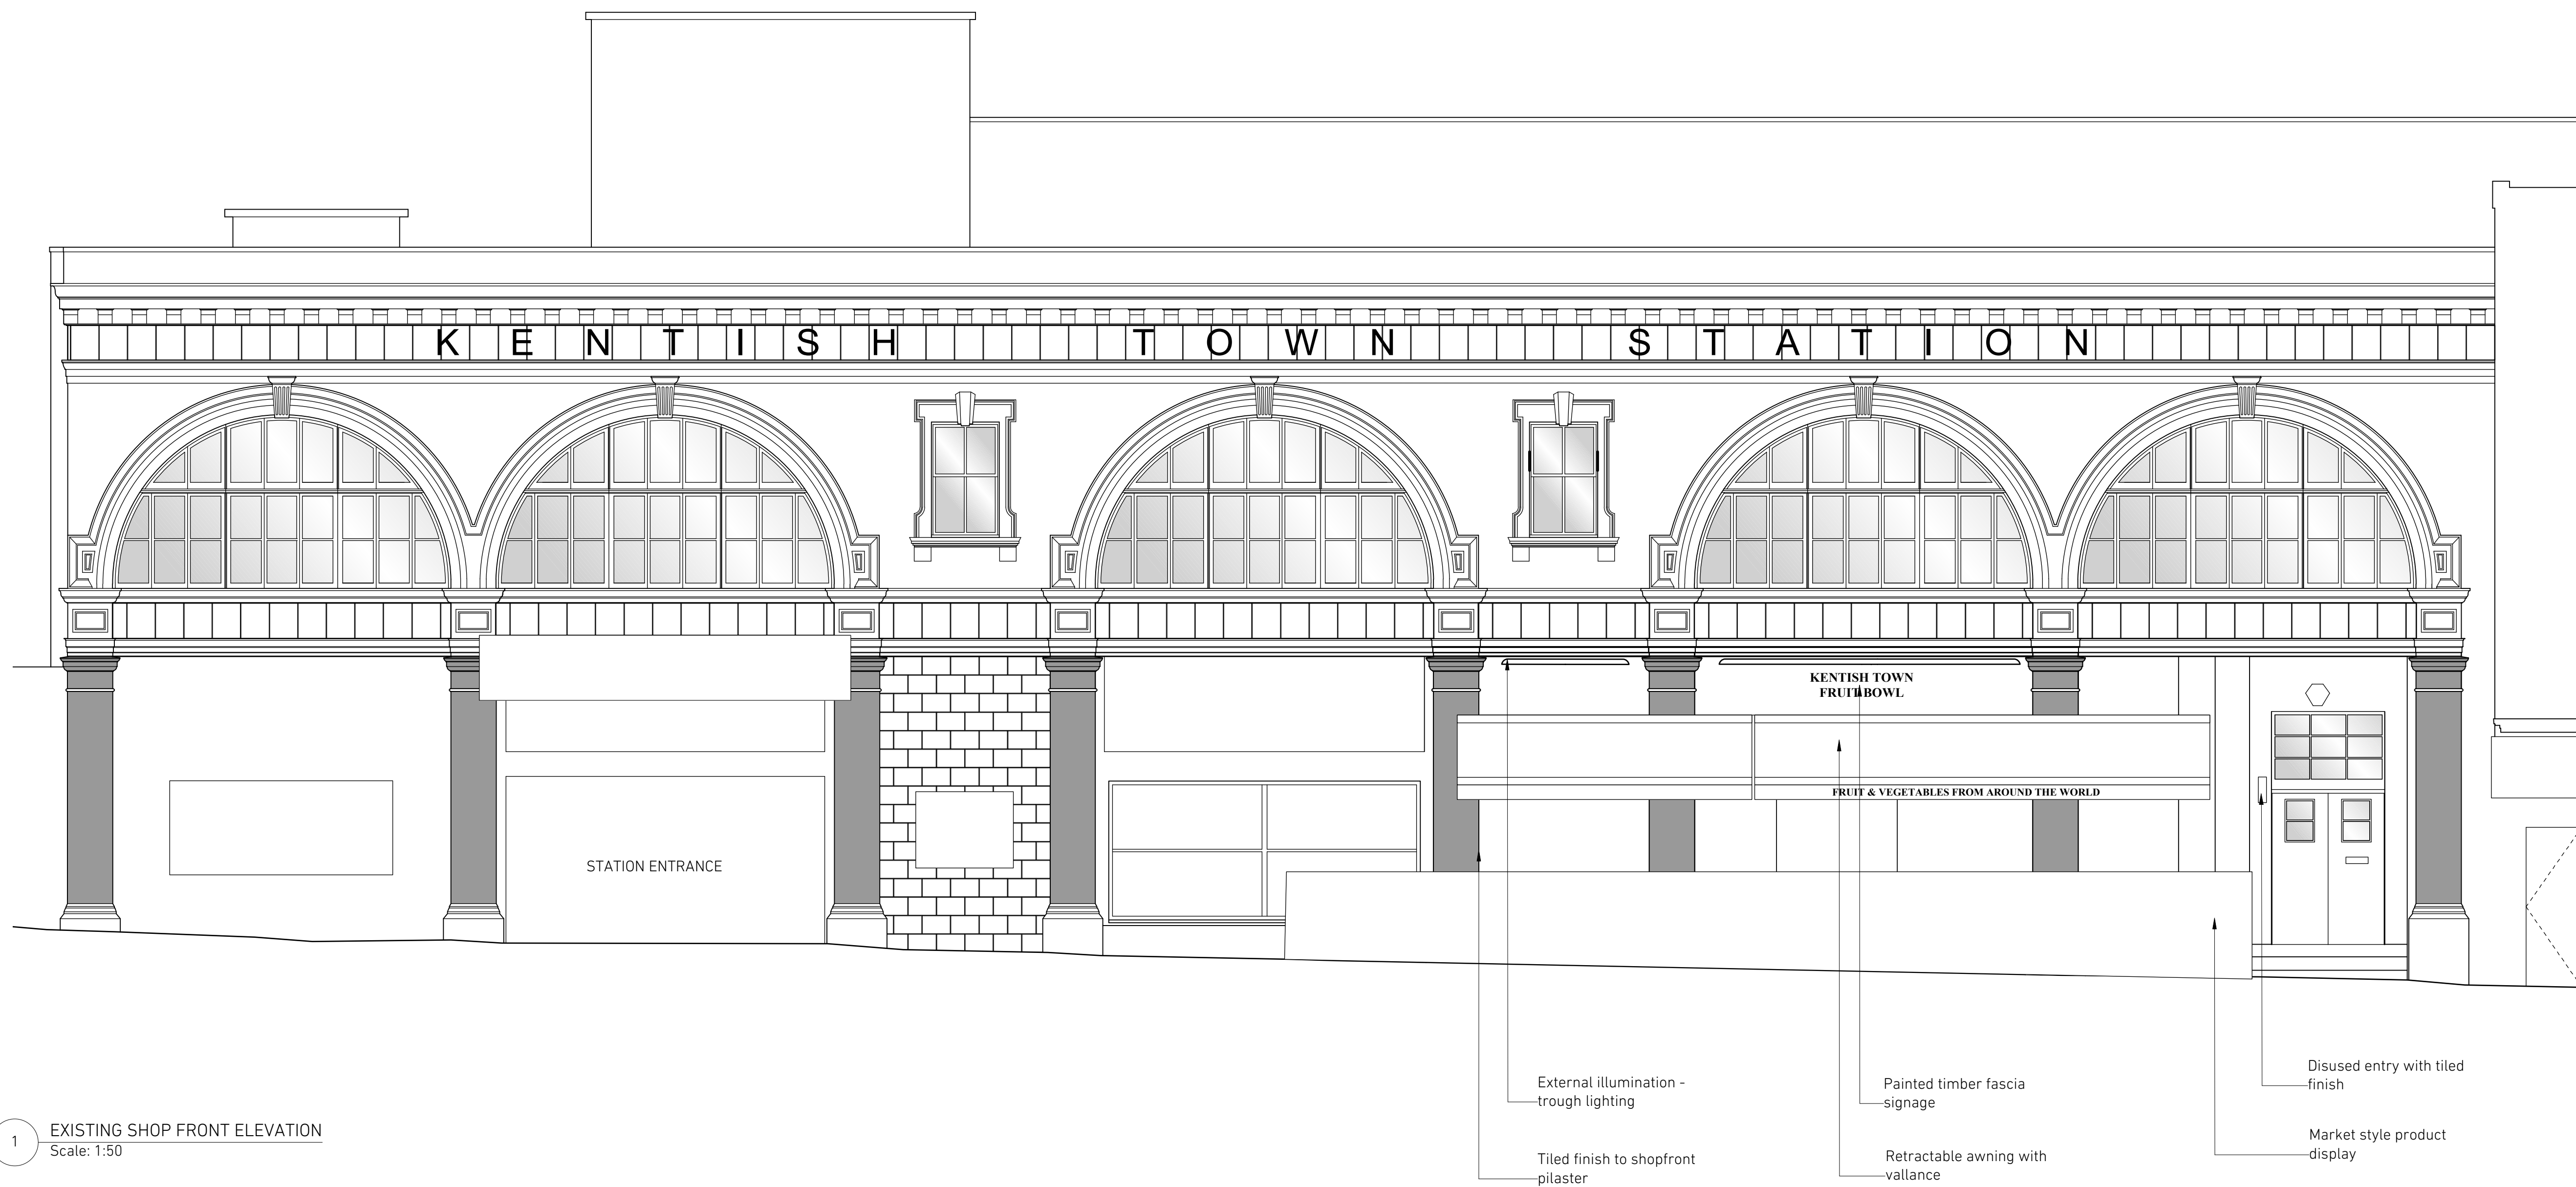 KENTISH TOWN STATION
KENTISH TOWN
FRUIT BOWL
FRUIT & VEGETABLES FROM AROUND THE WORLD
STATION ENTRANCE
External illumination -
trough lighting
Painted timber fascia
signage
Disused entry with tiled
finish
Tiled finish to shopfront
pilaster
Retractable awning with
vallance
Market style product
display
1
EXISTING SHOP FRONT ELEVATION
Scale: 1:50